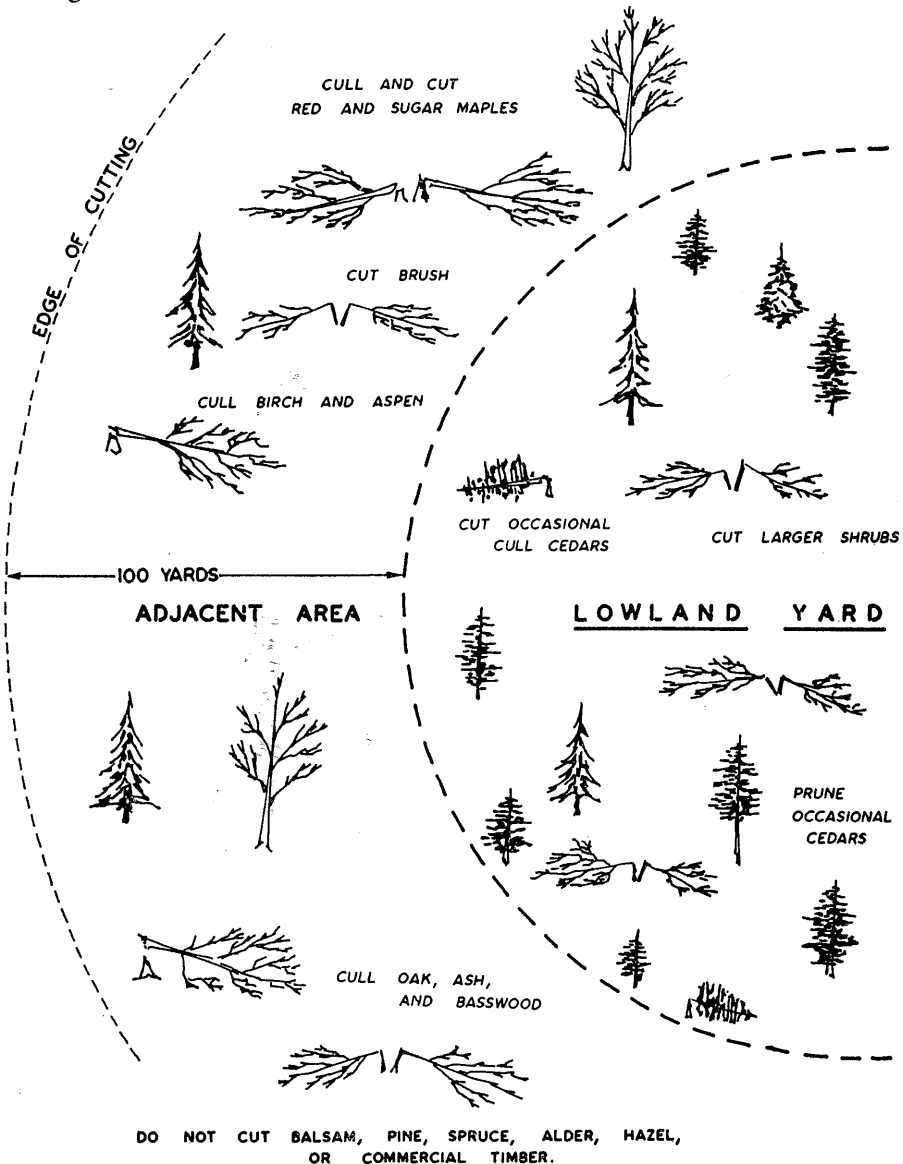 CULL AND CUT
RED AND SUGAR MAPLES
EDGE OF CUTTING
CUT BRUSH
CULL BIRCH AND ASPEN
CUT OCCASIONAL
CULL CEDARS
CUT LARGER SHRUBS
100 YARDS
ADJACENT AREA
LOWLAND YARD
PRUNE
OCCASIONAL
CEDARS
CULL OAK, ASH,
AND BASSWOOD
DO NOT CUT BALSAM, PINE, SPRUCE, ALDER, HAZEL,
OR COMMERCIAL TIMBER.